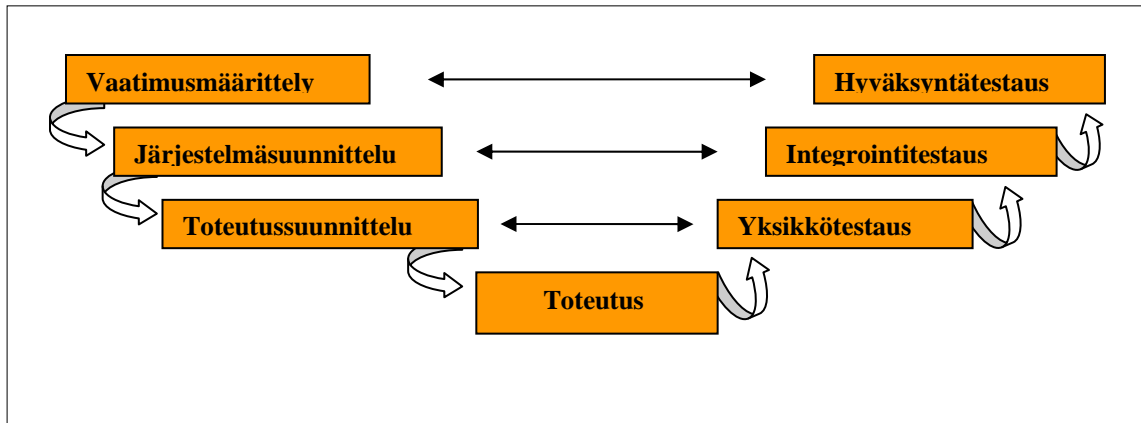 Vaatimusmäärittely
Hyväksyntätestaus
Järjestelmäsuunnittelu
Integrointitestaus
Toteutussuunnittelu
Yksikkötestaus
Toteutus